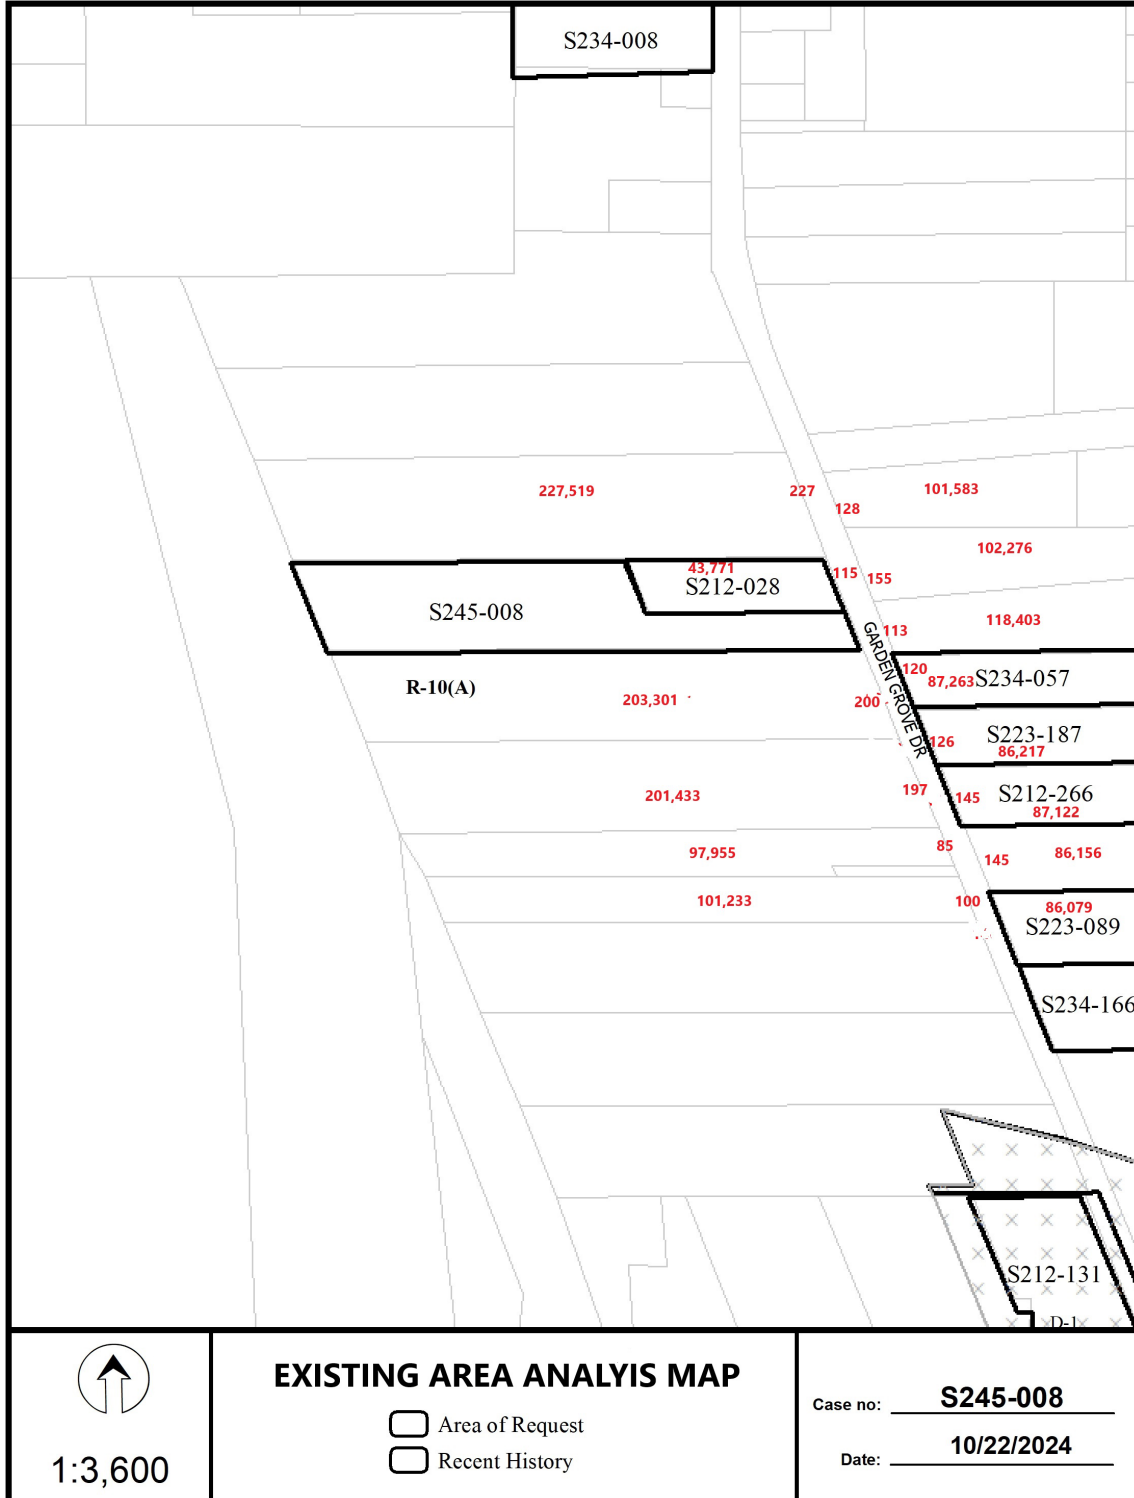 S234-008
227,519
227
101,583
128
102,276
43,771
S212-028
115
155
S245-008
118,403
113
GARDEN GROVE DR
120
87,263
S234-057
R-10(A)
203,301
200
126
S223-187
86,217
197
145
S212-266
87,122
97,955
85
145
86,156
201,433
101,233
100
86,079
S223-089
S234-166
S212-131
D-1
1:3,600
EXISTING AREA ANALYIS MAP
Area of Request
Recent History
Case no: S245-008
Date: 10/22/2024